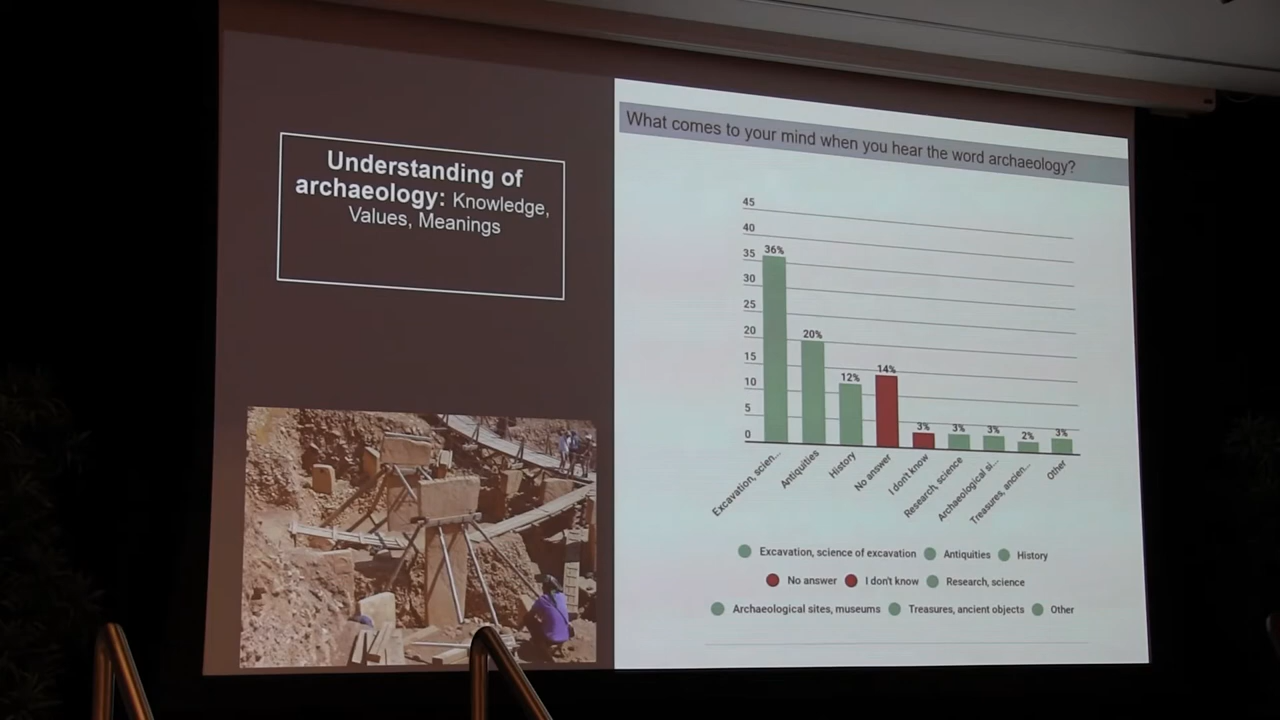 Understanding of
archaeology: Knowledge,
Values, Meanings
What comes to your mind when you hear the word archaeology?
45
40
35
30
25
20
15
10
5
0
36%
20%
12%
14%
3%
3%
3%
2%
3%
Excavation, scien...
Antiquities
History
No answer
I don't know
Research, science
Archaeological si...
Treasures, ancien...
Other
Excavation, science of excavation Antiquities History
No answer I don't know Research, science
Archaeological sites, museums Treasures, ancient objects Other